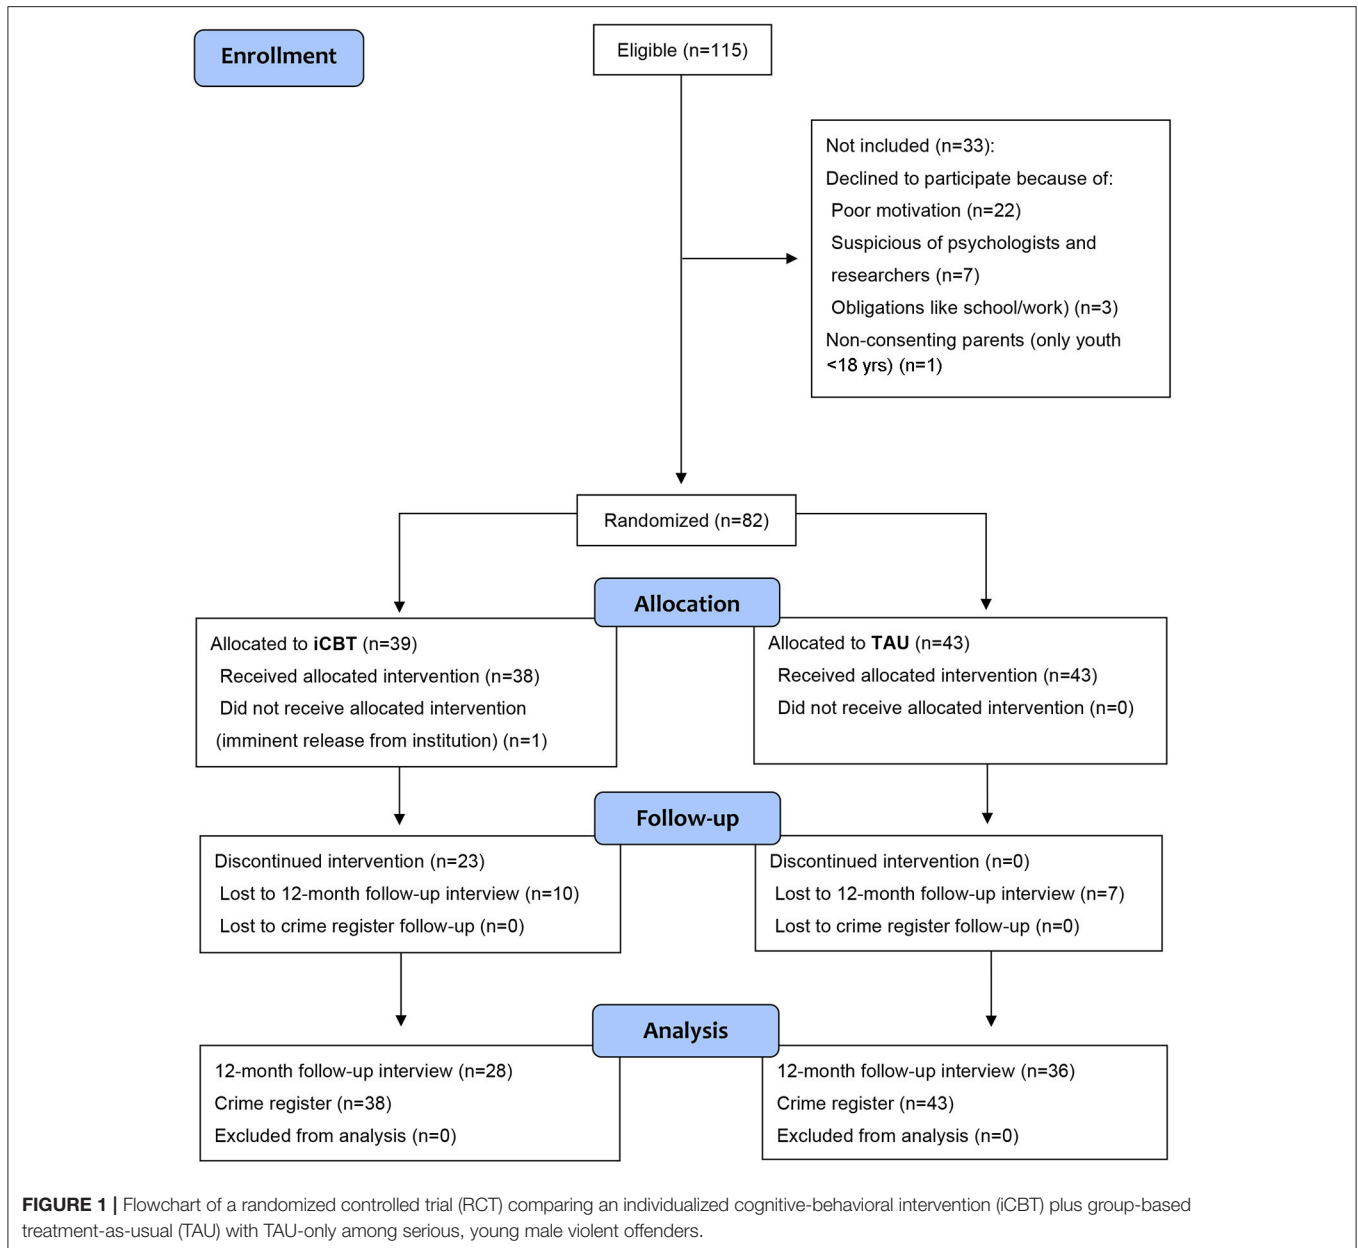 Enrollment
Eligible (n=115)
Not included (n=33):
Declined to participate because of:
Poor motivation (n=22)
Suspicious of psychologists and
researchers (n=7)
Obligations like school/work) (n=3)
Non-consenting parents (only youth
<18 yrs) (n=1)
Randomized (n=82)
Allocation
Allocated to iCBT (n=39)
Received allocated intervention (n=38)
Did not receive allocated intervention
(imminent release from institution) (n=1)
Allocated to TAU (n=43)
Received allocated intervention (n=43)
Did not receive allocated intervention (n=0)
Follow-up
Discontinued intervention (n=23)
Lost to 12-month follow-up interview (n=10)
Lost to crime register follow-up (n=0)
Discontinued intervention (n=0)
Lost to 12-month follow-up interview (n=7)
Lost to crime register follow-up (n=0)
Analysis
12-month follow-up interview (n=28)
Crime register (n=38)
Excluded from analysis (n=0)
12-month follow-up interview (n=36)
Crime register (n=43)
Excluded from analysis (n=0)
FIGURE 1 | Flowchart of a randomized controlled trial (RCT) comparing an individualized cognitive-behavioral intervention (iCBT) plus group-based
treatment-as-usual (TAU) with TAU-only among serious, young male violent offenders.